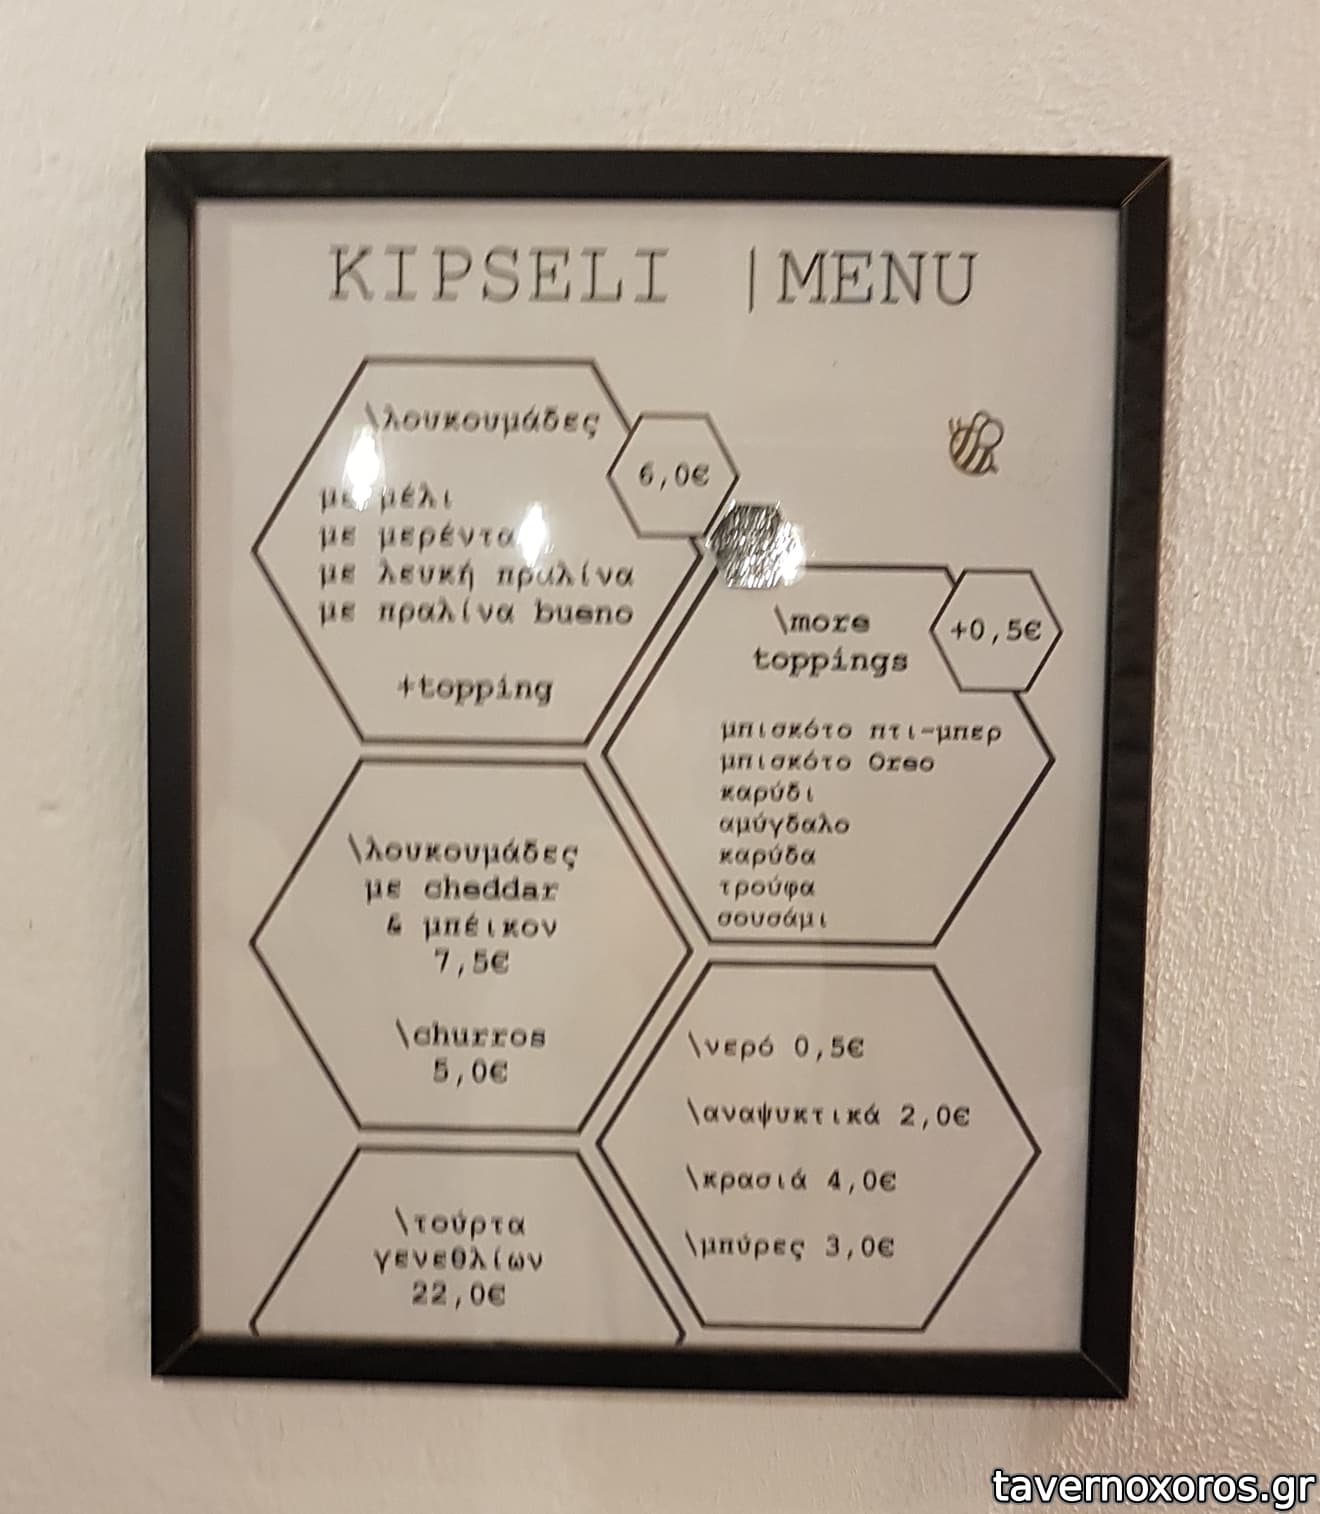 KIPSELI | MENU
\λουκουμάδες
6,0€
με μέλι
με μερέντα
με λευκή πραλίνα
με πραλίνα bueno
+topping
\more
toppings
+0,5€
μπισκότο πτι-μπερ
μπισκότο Oreo
καρύδι
αμύγδαλο
καρύδα
τρούφα
σουσάμι
\λουκουμάδες
με cheddar
& μπέικον
7,5€
\churros
5,0€
\νερό 0,5€
\αναψυκτικά 2,0€
\κρασιά 4,0€
\μπύρες 3,0€
\τούρτα
γενεθλίων
22,0€
tavernoxoros.gr